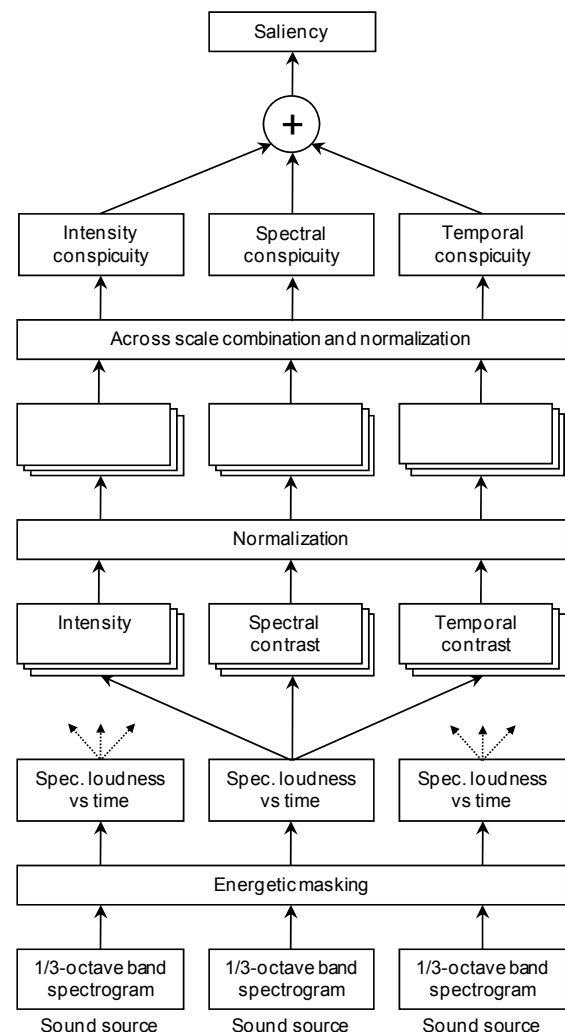 Saliency
+
Intensity
conspicuity
Spectral
conspicuity
Temporal
conspicuity
Across scale combination and normalization
Normalization
Intensity
Spectral
contrast
Temporal
contrast
Spec. loudness
vs time
Spec. loudness
vs time
Spec. loudness
vs time
Energetic masking
1/3-octave band
spectrogram
1/3-octave band
spectrogram
1/3-octave band
spectrogram
Sound source
Sound source
Sound source